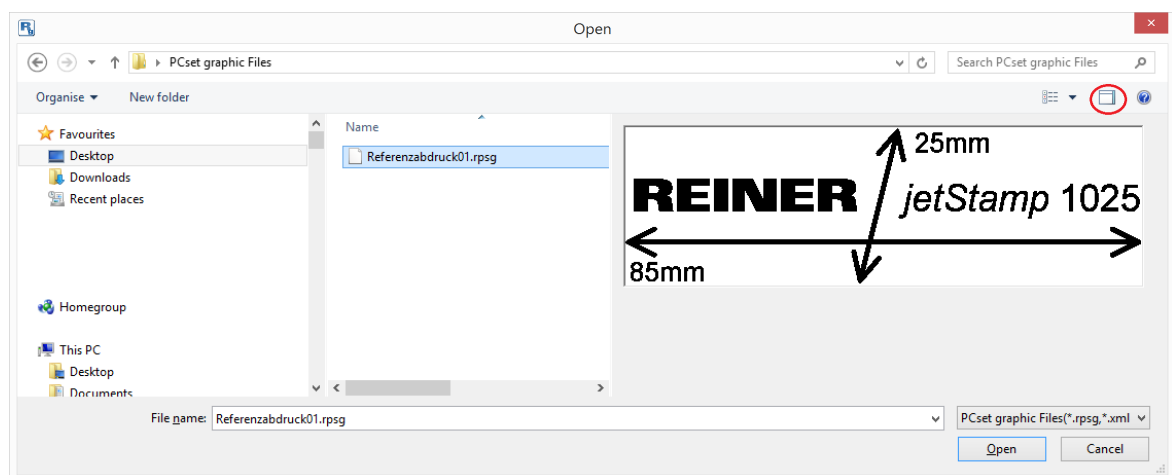 Open
PCset graphic Files
Search PCset graphic Files
Organise
New folder
Favourites
Desktop
Downloads
Recent places
Homegroup
This PC
Desktop
Documents
Name
Referenzabdruck01.rpsg
25mm
REINER jetStamp 1025
85mm
File name: Referenzabdruck01.rpsg
PCset graphic Files(*.rpsg,*.xml
Open
Cancel